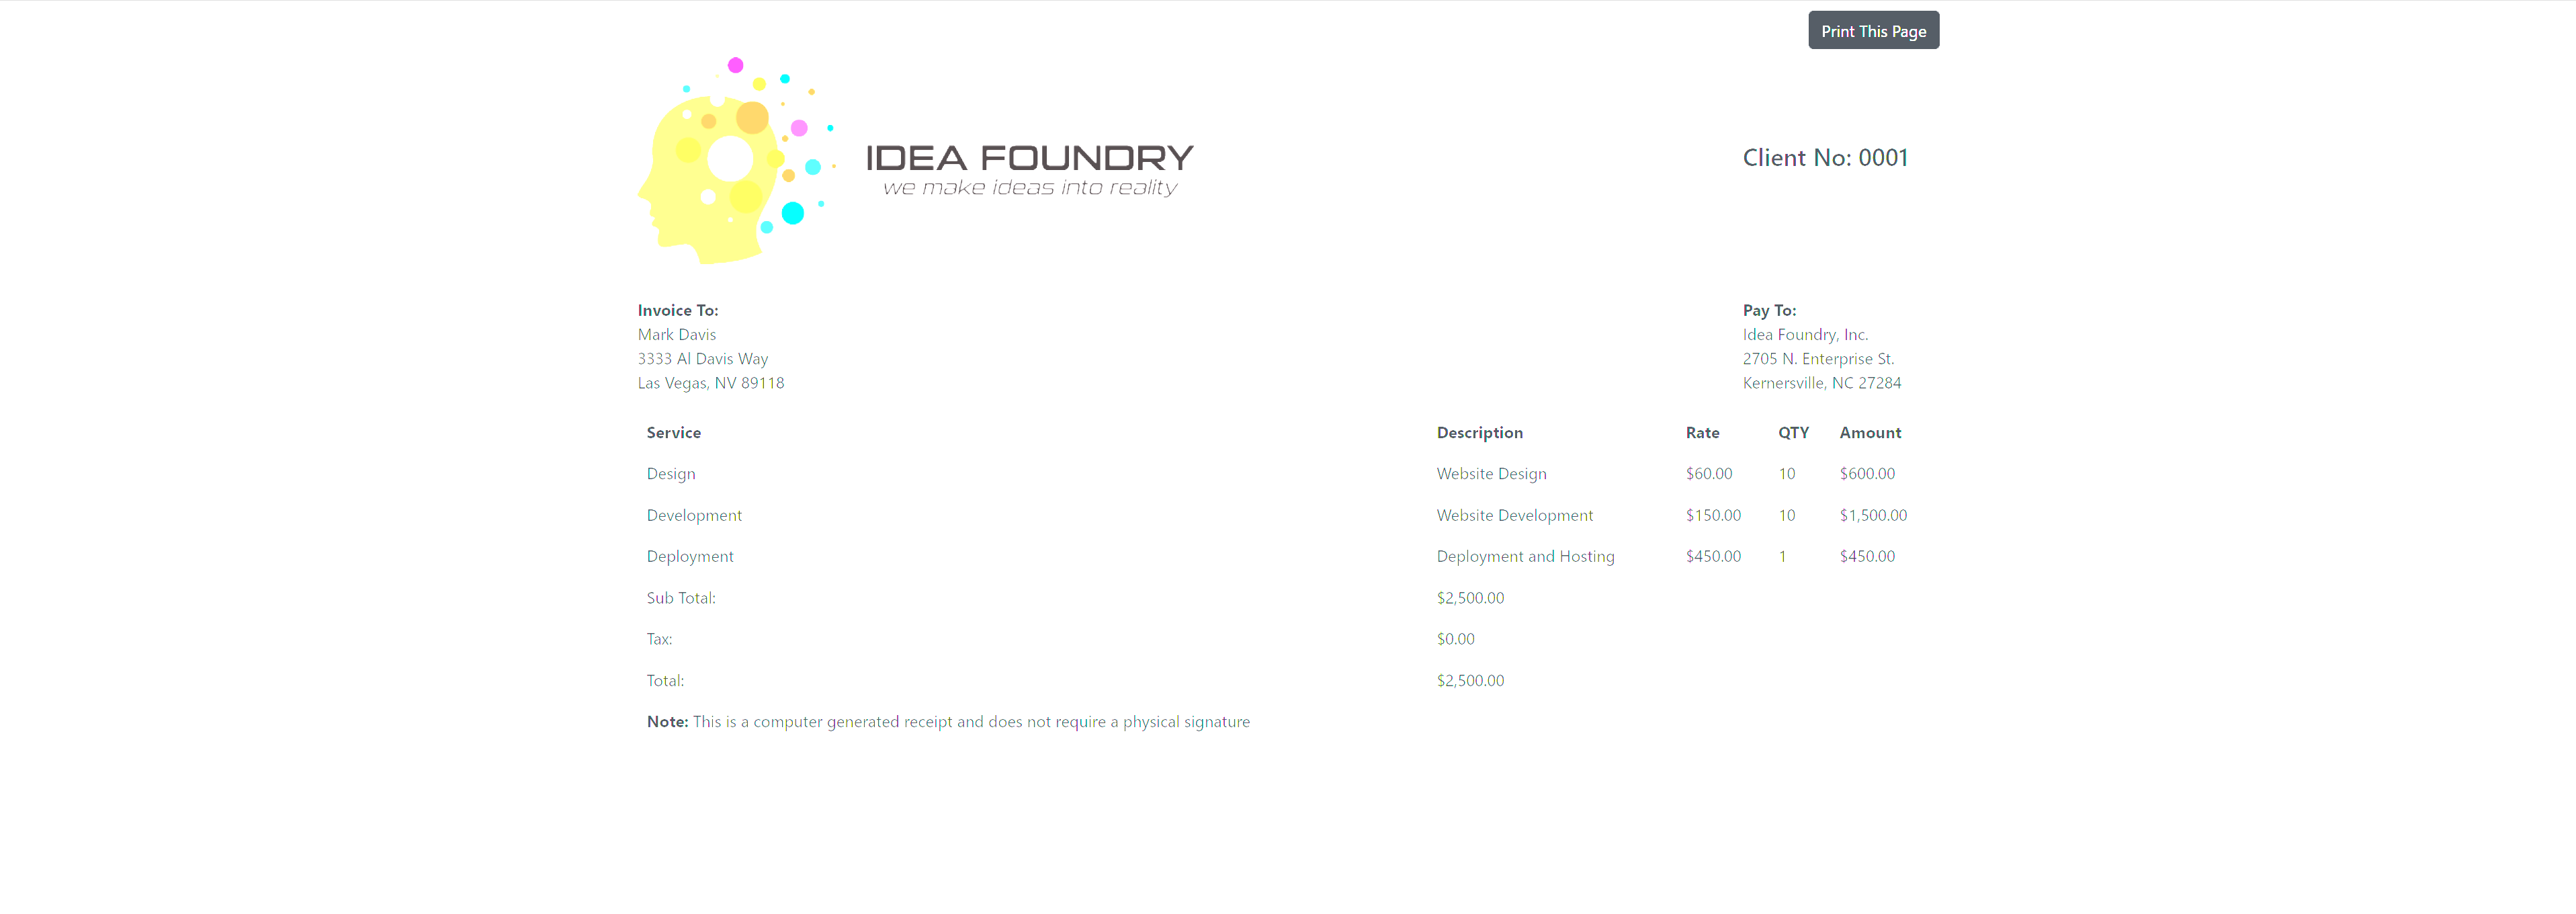 Print This Page
IDEA FOUNDRY
we make ideas into reality
Client No: 0001
Invoice To:
Mark Davis
3333 Al Davis Way
Las Vegas, NV 89118
Pay To:
Idea Foundry, Inc.
2705 N. Enterprise St.
Kernersville, NC 27284
Service Description Rate QTY Amount
Design Website Design $60.00 10 $600.00
Development Website Development $150.00 10 $1,500.00
Deployment Deployment and Hosting $450.00 1 $450.00
Sub Total: $2,500.00
Tax: $0.00
Total: $2,500.00
Note: This is a computer generated receipt and does not require a physical signature